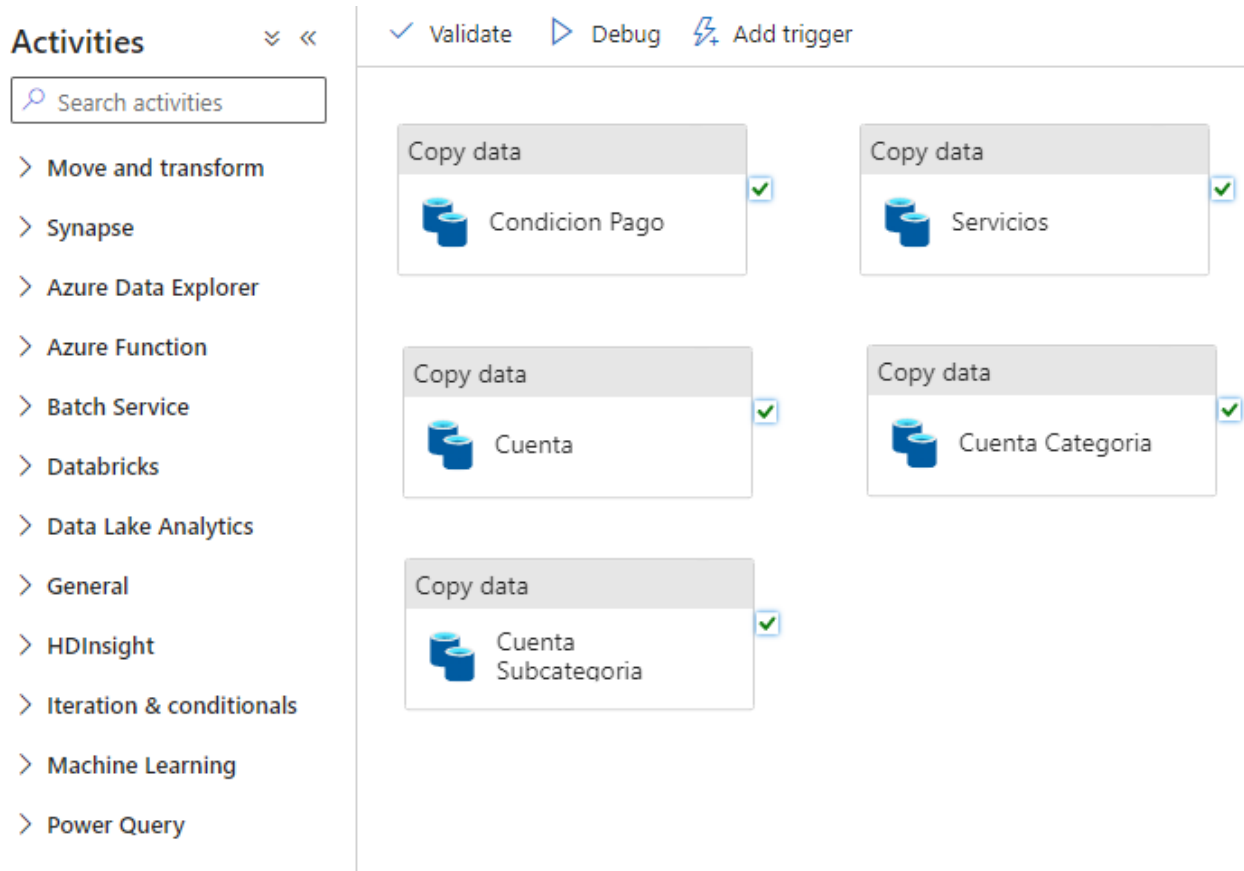 Activities
Search activities
Move and transform
Synapse
Azure Data Explorer
Azure Function
Batch Service
Databricks
Data Lake Analytics
General
HDInsight
Iteration & conditionals
Machine Learning
Power Query
Validate Debug Add trigger
Copy data
Condicion Pago
Copy data
Servicios
Copy data
Cuenta
Copy data
Cuenta Categoria
Copy data
Cuenta
Subcategoria